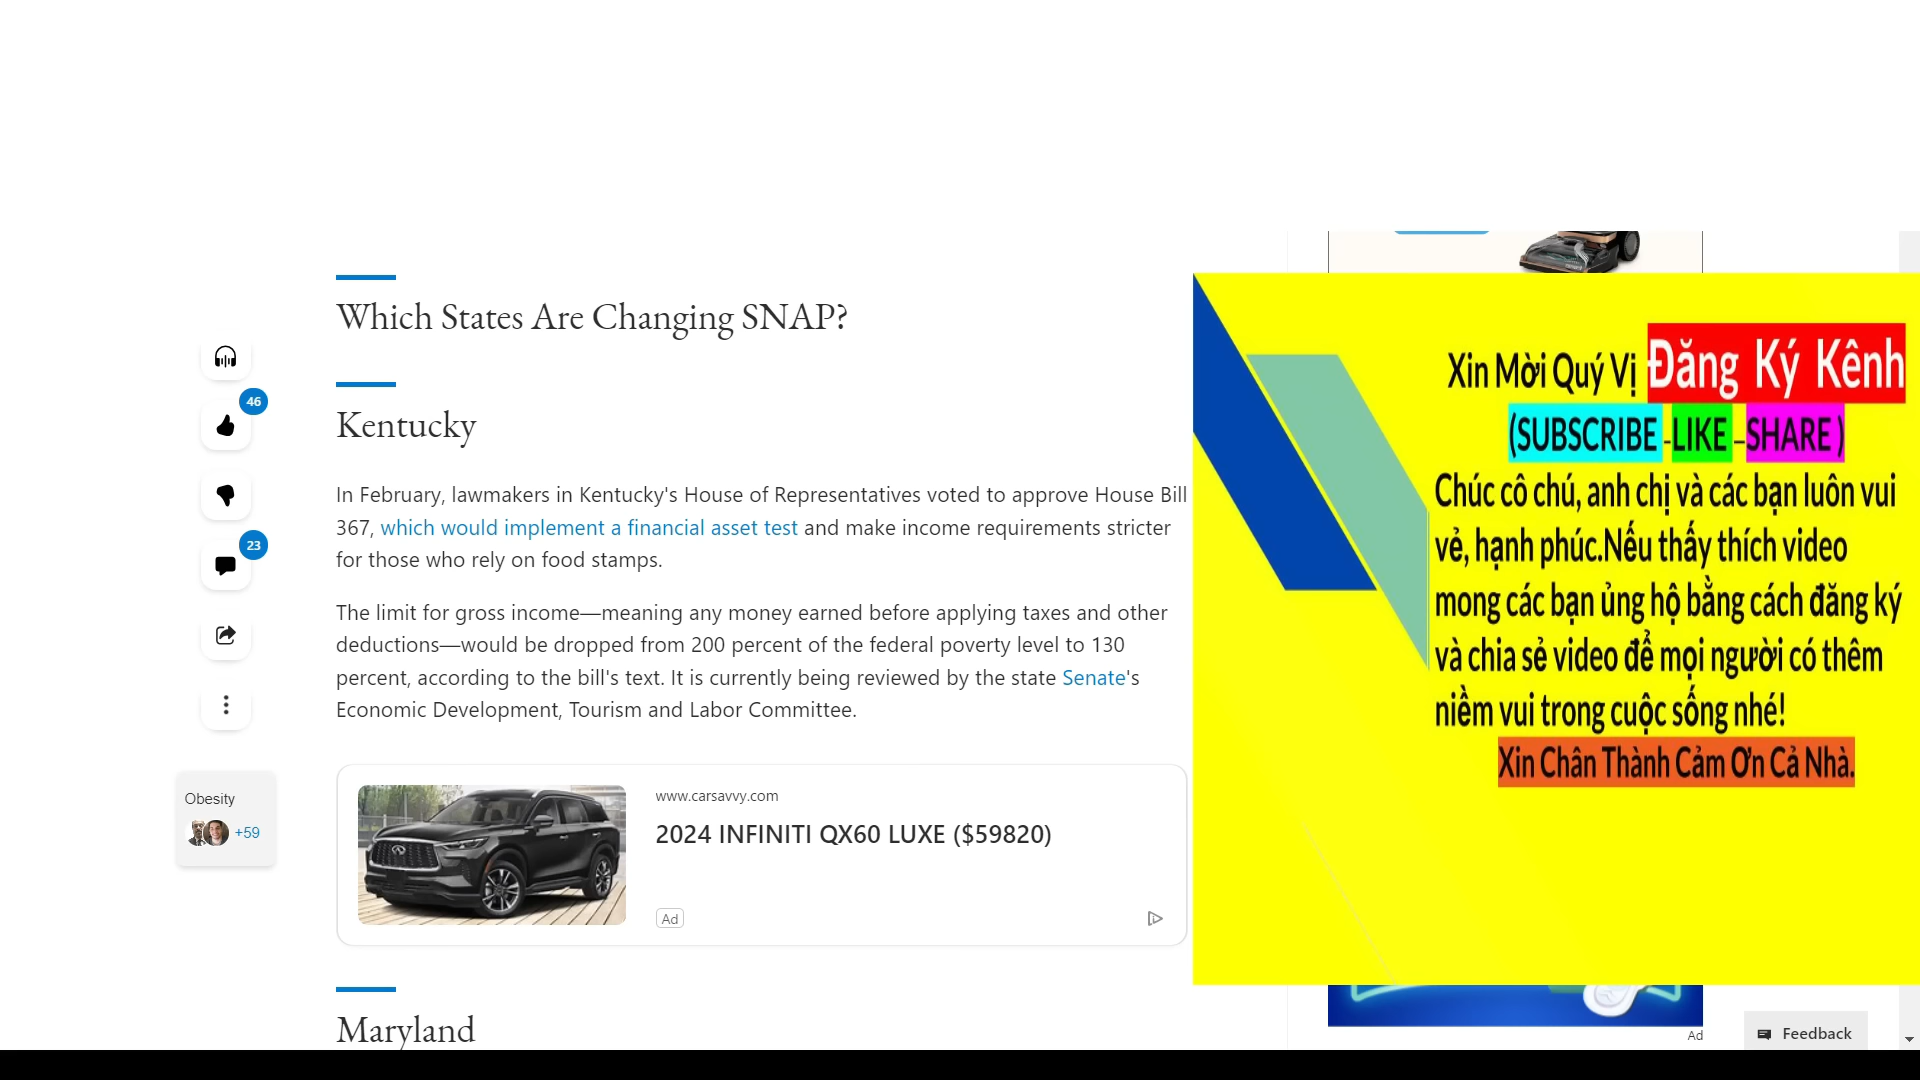 Which States Are Changing SNAP?
Kentucky
In February, lawmakers in Kentucky's House of Representatives voted to approve House Bill
367, which would implement a financial asset test and make income requirements stricter
for those who rely on food stamps.
The limit for gross income—meaning any money earned before applying taxes and other
deductions—would be dropped from 200 percent of the federal poverty level to 130
percent, according to the bill's text. It is currently being reviewed by the state Senate's
Economic Development, Tourism and Labor Committee.
46
23
Obesity
+59
www.carsavvy.com
2024 INFINITI QX60 LUXE ($59820)
Ad
Maryland
Xin Mời Quý Vị Đăng Ký Kênh
(SUBSCRIBE -LIKE –SHARE )
Chúc cô chú, anh chị và các bạn luôn vui
vẻ, hạnh phúc.Nếu thấy thích video
mong các bạn ủng hộ bằng cách đăng ký
và chia sẻ video để mọi người có thêm
niềm vui trong cuộc sống nhé!
Xin Chân Thành Cảm Ơn Cả Nhà.
Ad
Feedback